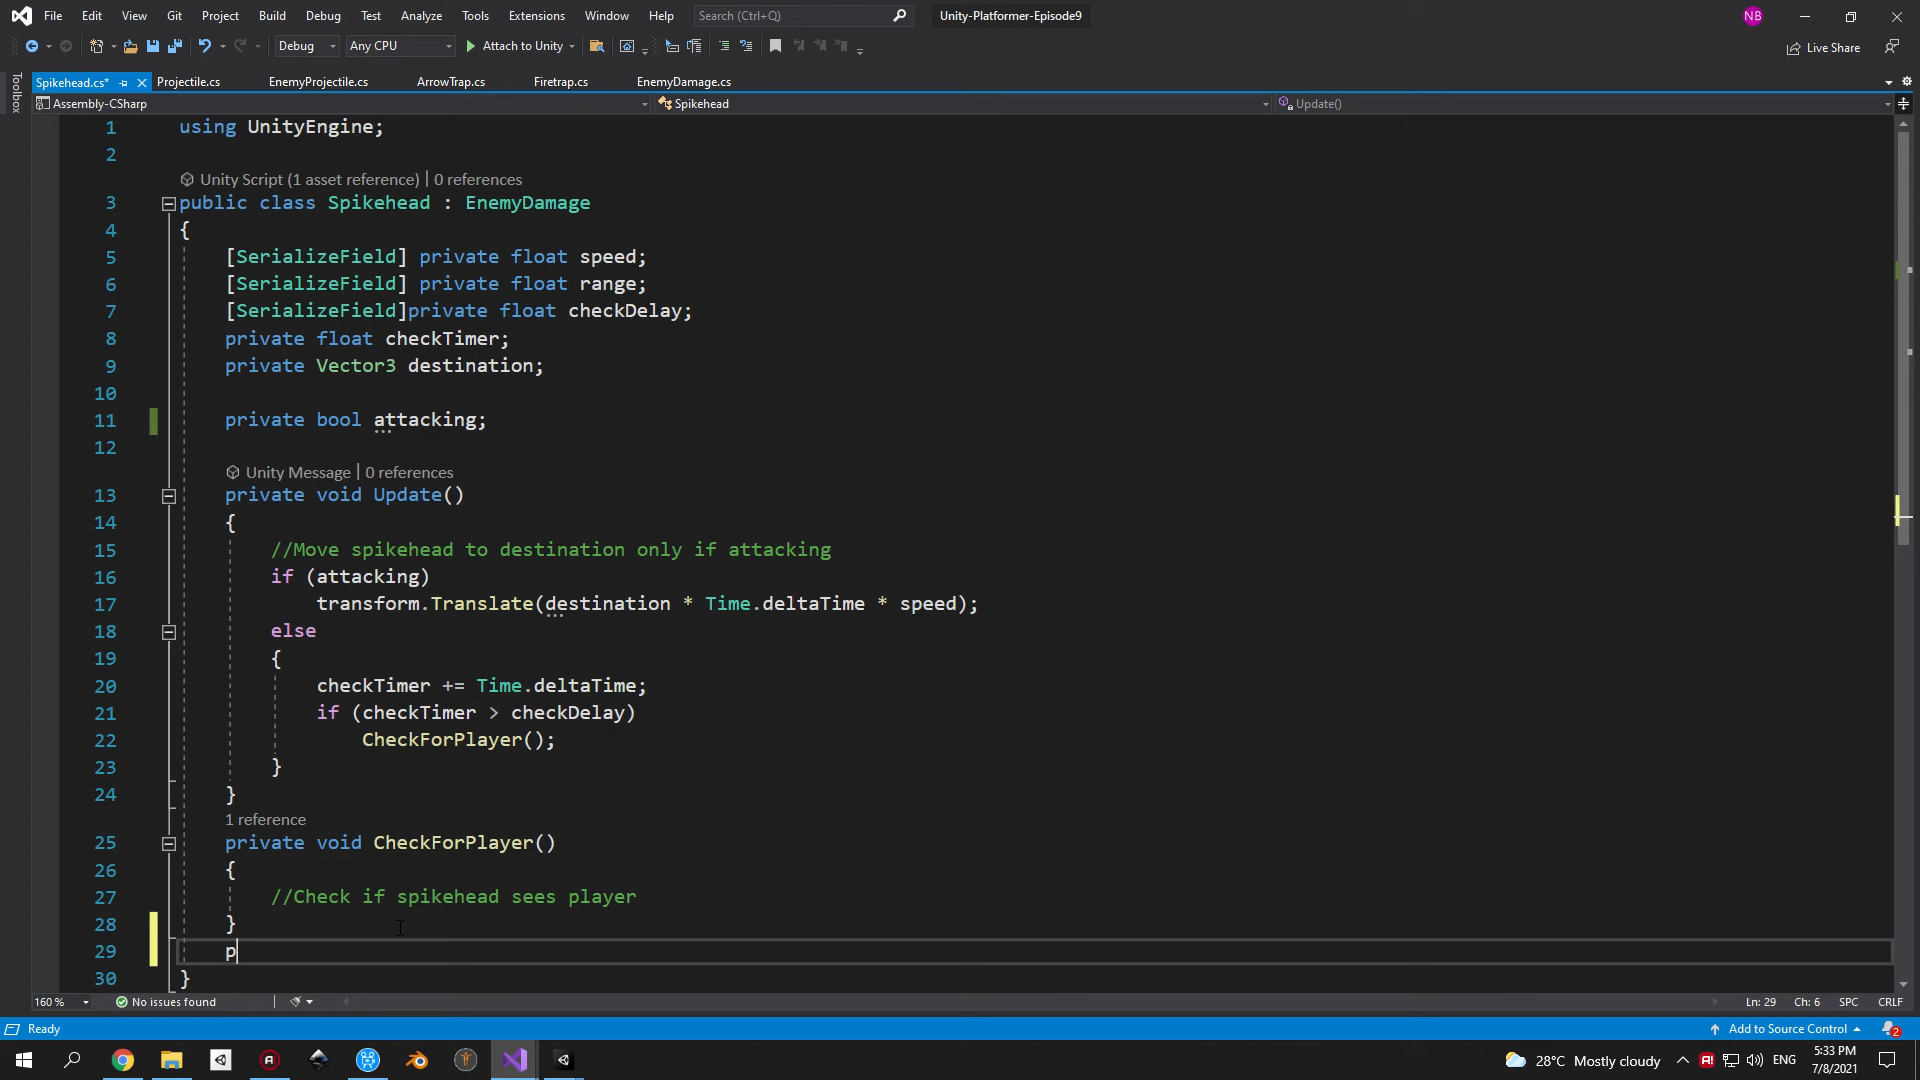 File Edit View Git Project Build Debug Test Analyze Tools Extensions Window Help Search (Ctrl+Q) Unity-Platformer-Episode9 NB
Debug Any CPU Attach to Unity Live Share
Toolbox
Spikehead.cs* Projectile.cs EnemyProjectile.cs ArrowTrap.cs Firetrap.cs EnemyDamage.cs
Assembly-CSharp Spikehead Update()
1 using UnityEngine;
2
Unity Script (1 asset reference) | 0 references
3 public class Spikehead : EnemyDamage
4 {
5 [SerializeField] private float speed;
6 [SerializeField] private float range;
7 [SerializeField]private float checkDelay;
8 private float checkTimer;
9 private Vector3 destination;
10
11 private bool attacking;
12
Unity Message | 0 references
13 private void Update()
14 {
15 //Move spikehead to destination only if attacking
16 if (attacking)
17 transform.Translate(destination * Time.deltaTime * speed);
18 else
19 {
20 checkTimer += Time.deltaTime;
21 if (checkTimer > checkDelay)
22 CheckForPlayer();
23 }
24 }
1 reference
25 private void CheckForPlayer()
26 {
27 //Check if spikehead sees player
28 }
29 p
30 }
160 % No issues found Ln: 29 Ch: 6 SPC CRLF
Ready Add to Source Control 2
28°C Mostly cloudy ENG 5:33 PM
7/8/2021